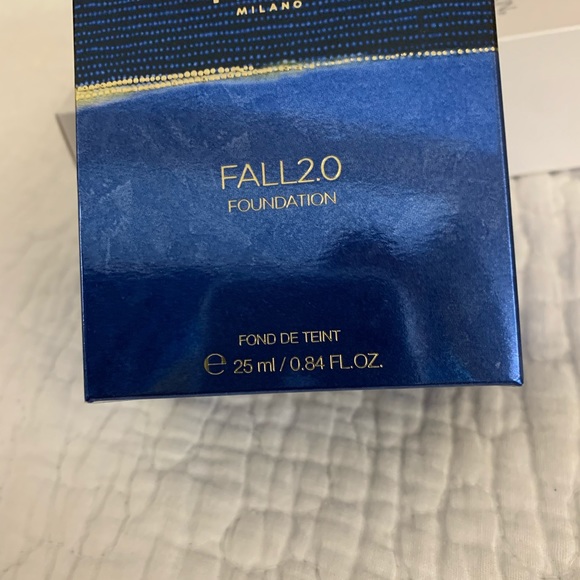 MILANO
FALL2.0
FOUNDATION
FOND DE TEINT
℮ 25 ml / 0.84 FL.OZ.